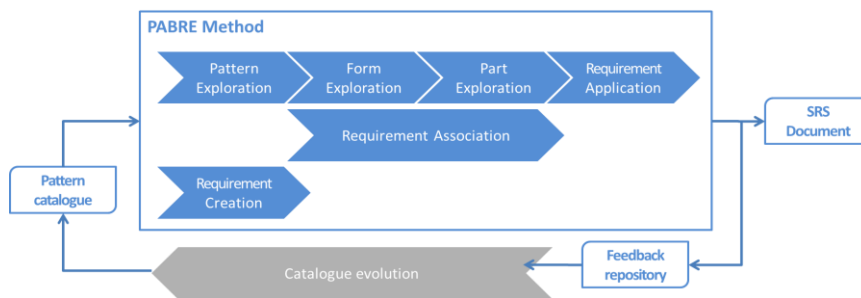 PABRE Method
Pattern
Exploration
Form
Exploration
Part
Exploration
Requirement
Application
SRS
Document
Requirement Association
Pattern
catalogue
Requirement
Creation
Catalogue evolution
Feedback
repository